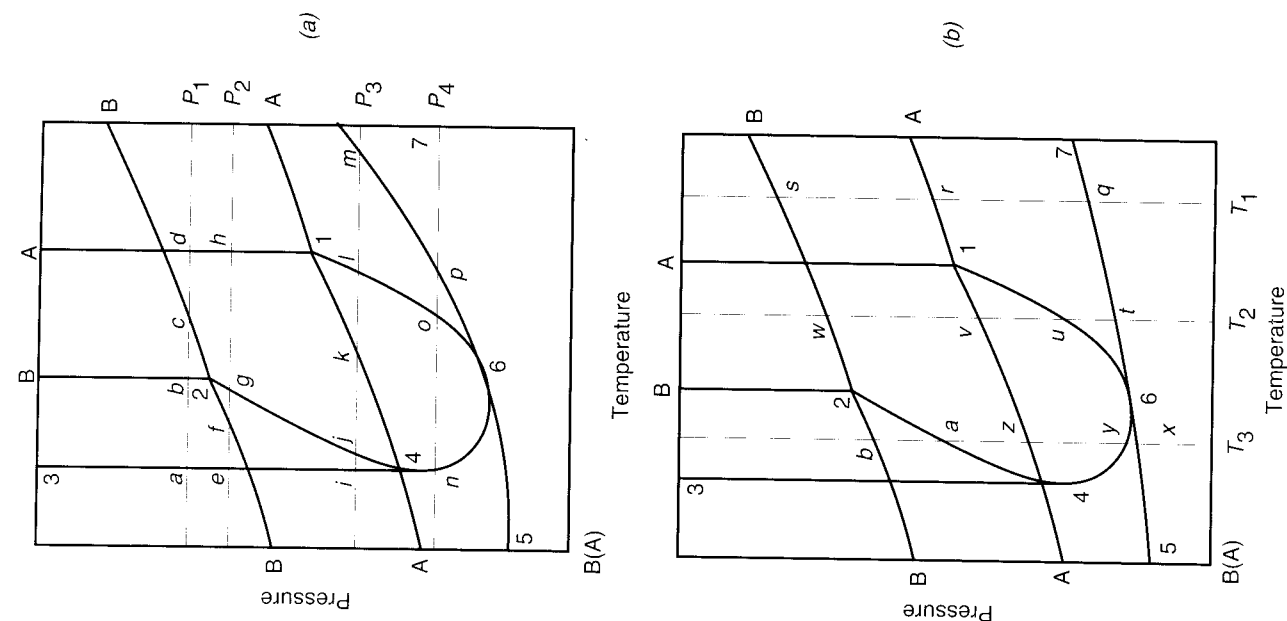 (a)
B A
3
B
a b c d P₁
2
e f g h P₂
A
1
i j k l m P₃
B
4
n o p 7 P₄
A
5 6
B(A)
Pressure
Temperature
(b)
B A
3
B
s
A
r
w
2
b a
1
v
B
z
u
7
q
4
t
A
y
6
x
5
B(A)
T₃ T₂ T₁
Pressure
Temperature